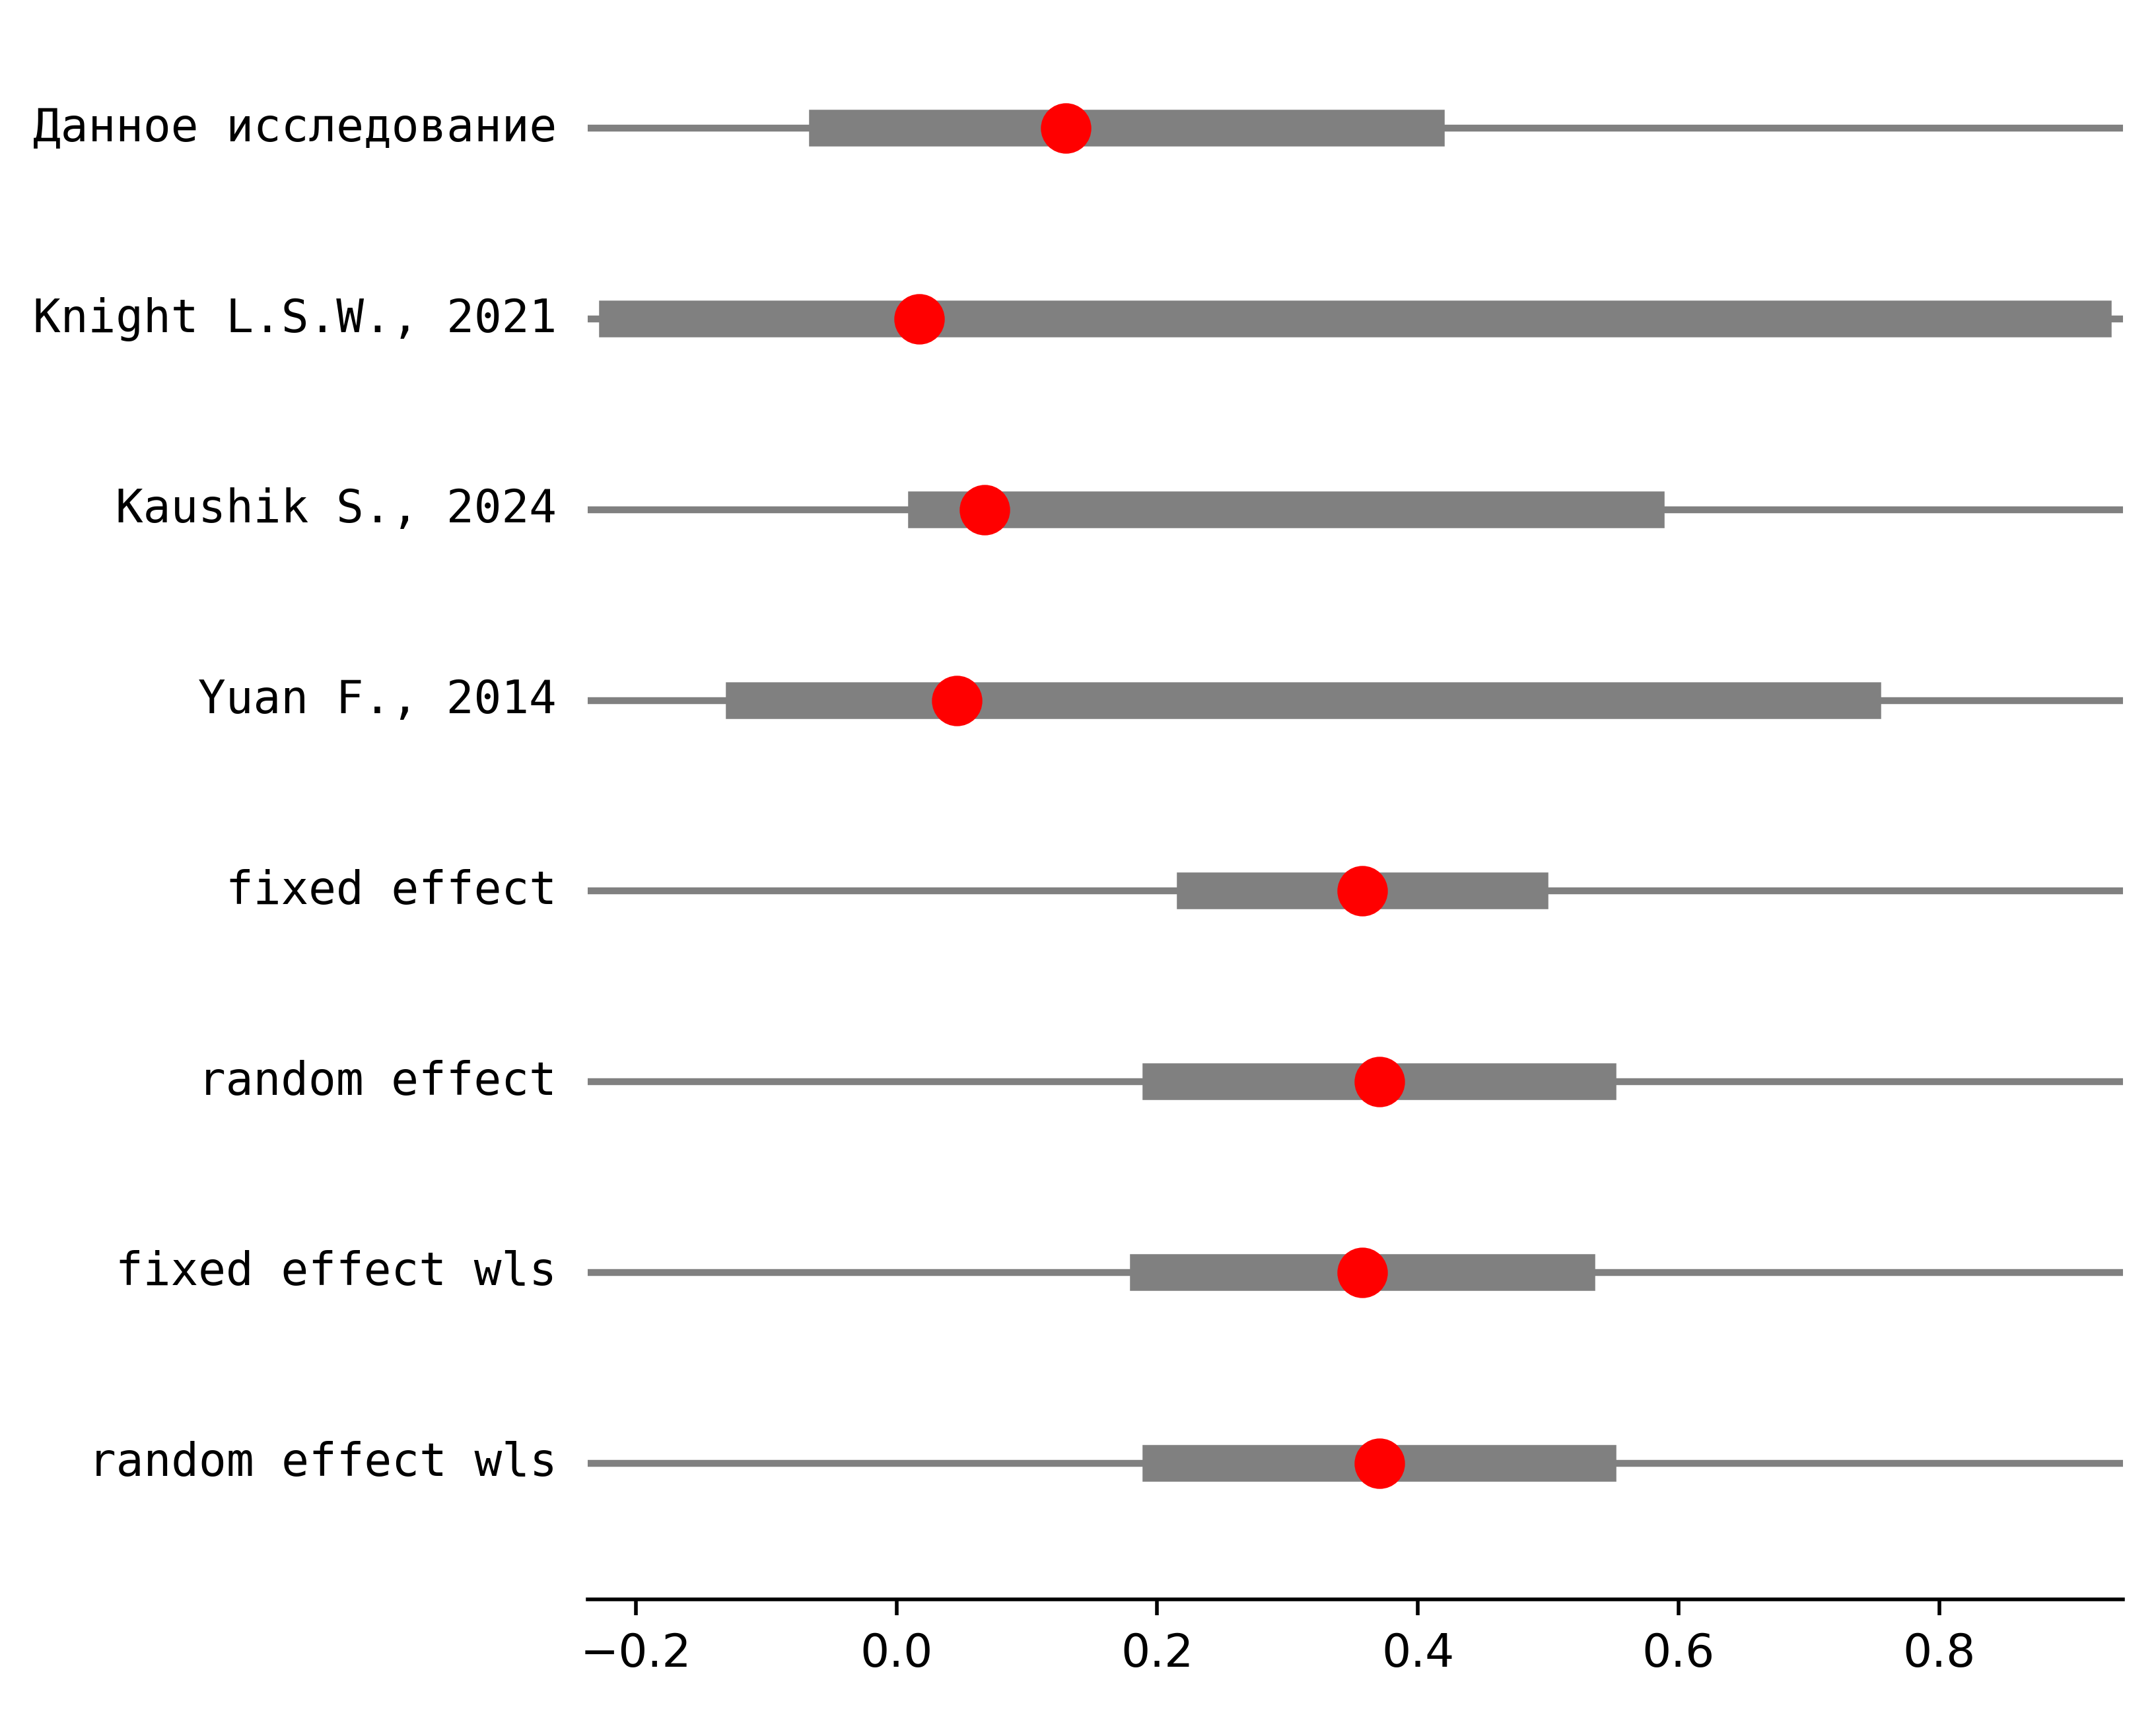 Данное исследование
Knight L.S.W., 2021
Kaushik S., 2024
Yuan F., 2014
fixed effect
random effect
fixed effect wls
random effect wls
−0.2 0.0 0.2 0.4 0.6 0.8